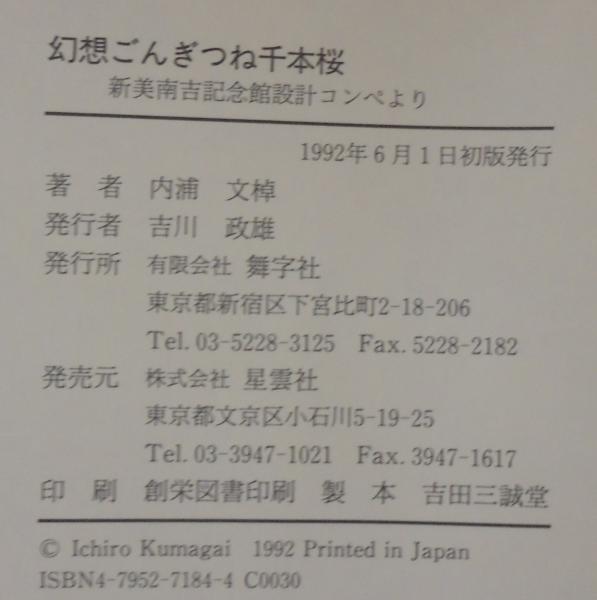 幻想ごんぎつね千本桜
新美南吉記念館設計コンペより
1992年6月1日初版発行
著 者 内浦 文棹
発行者 吉川 政雄
発行所 有限会社 舞字社
東京都新宿区下宮比町2-18-206
Tel. 03-5228-3125 Fax. 5228-2182
発売元 株式会社 星雲社
東京都文京区小石川5-19-25
Tel. 03-3947-1021 Fax. 3947-1617
印 刷 創栄図書印刷 製 本 吉田三誠堂
© Ichiro Kumagai 1992 Printed in Japan
ISBN4-7952-7184-4 C0030